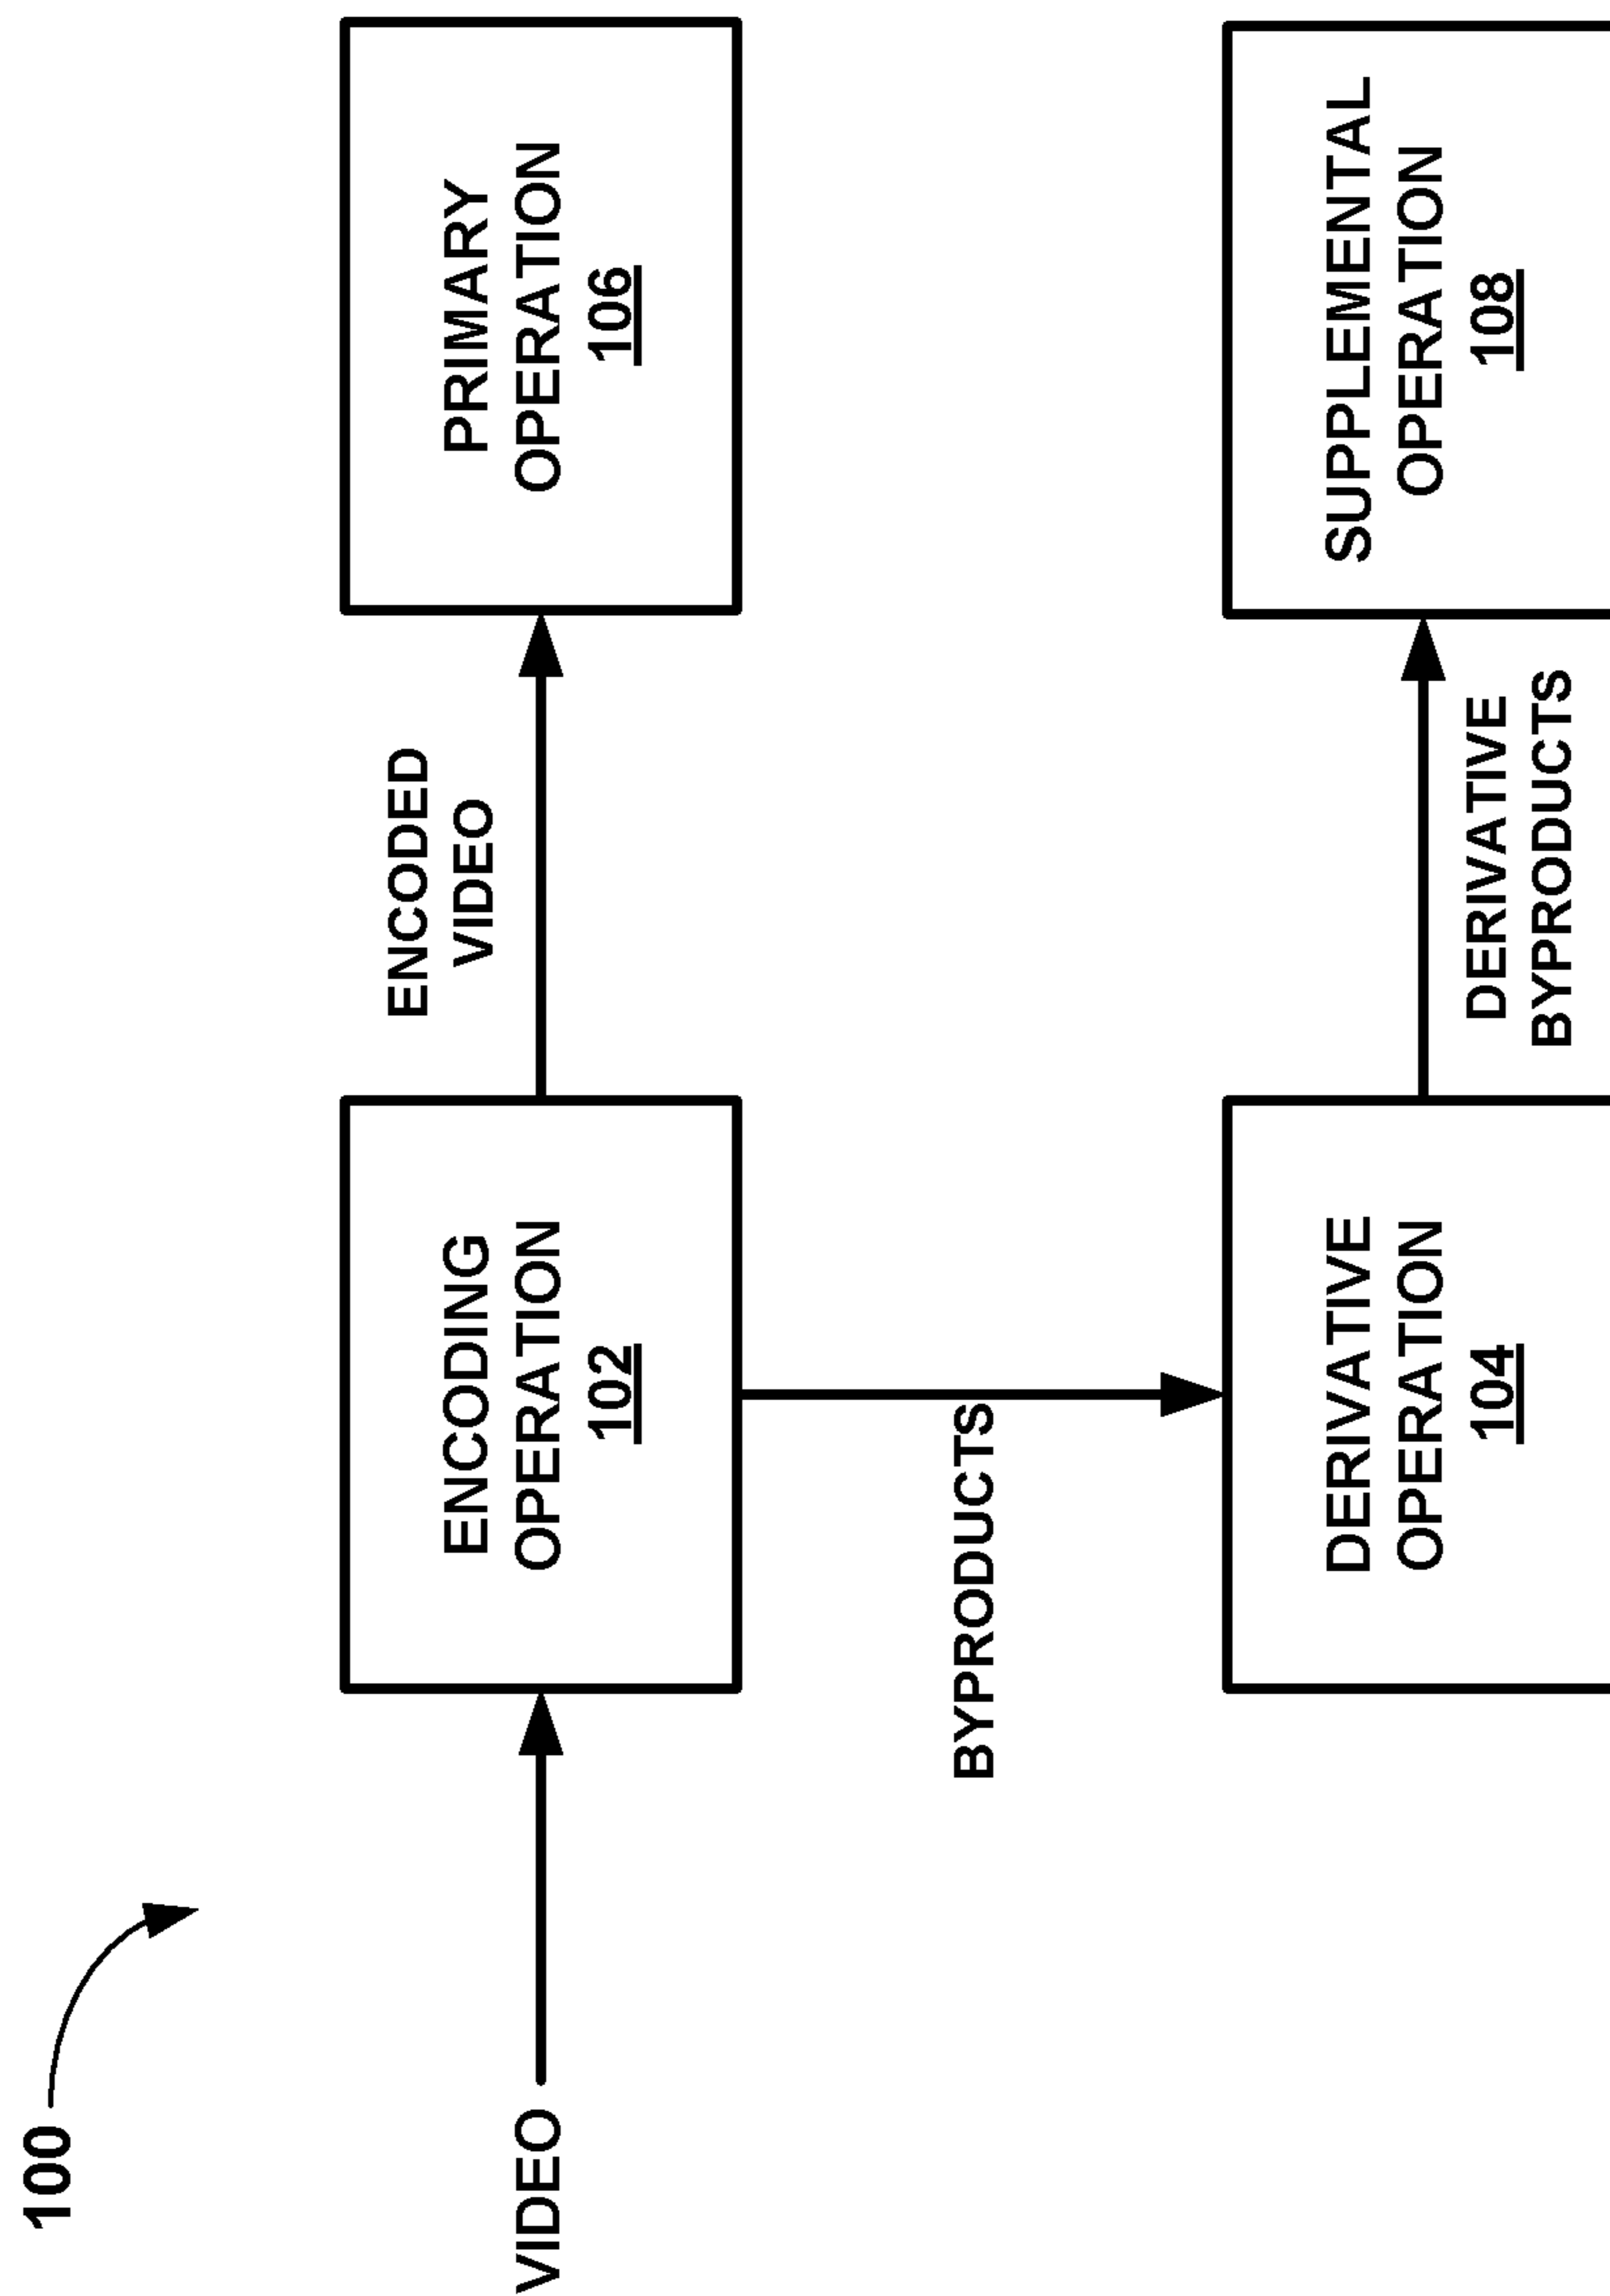 100
VIDEO
ENCODING
OPERATION
102
ENCODED
VIDEO
PRIMARY
OPERATION
106
BYPRODUCTS
DERIVATIVE
OPERATION
104
DERIVATIVE
BYPRODUCTS
SUPPLEMENTAL
OPERATION
108